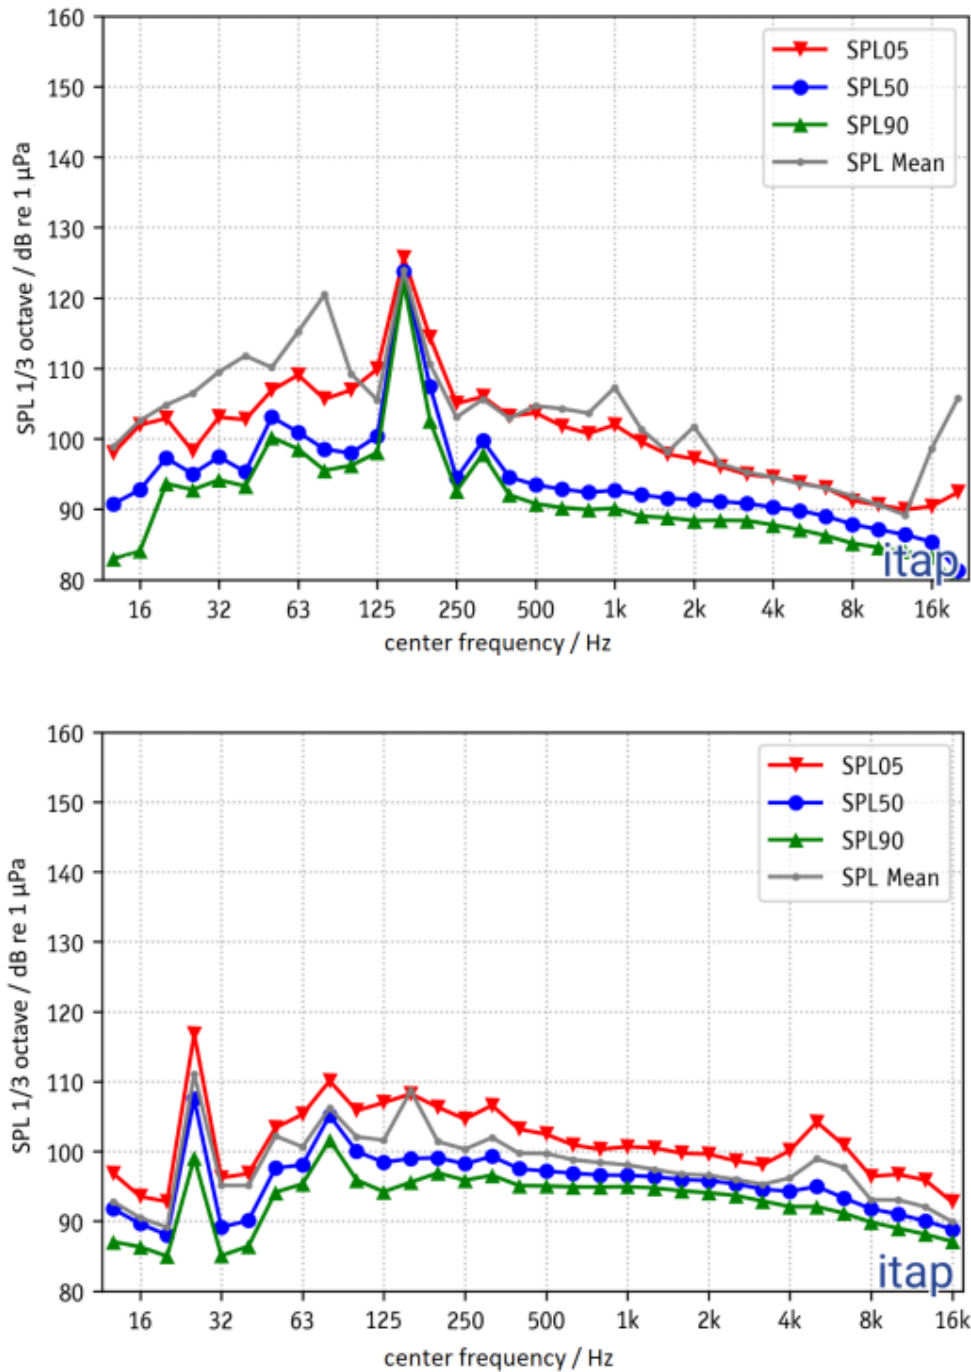 160
150
140
130
120
110
100
90
80
SPL 1/3 octave / dB re 1 µPa
SPL05
SPL50
SPL90
SPL Mean
itap
16 32 63 125 250 500 1k 2k 4k 8k 16k
center frequency / Hz
160
150
140
130
120
110
100
90
80
SPL 1/3 octave / dB re 1 µPa
SPL05
SPL50
SPL90
SPL Mean
itap
16 32 63 125 250 500 1k 2k 4k 8k 16k
center frequency / Hz